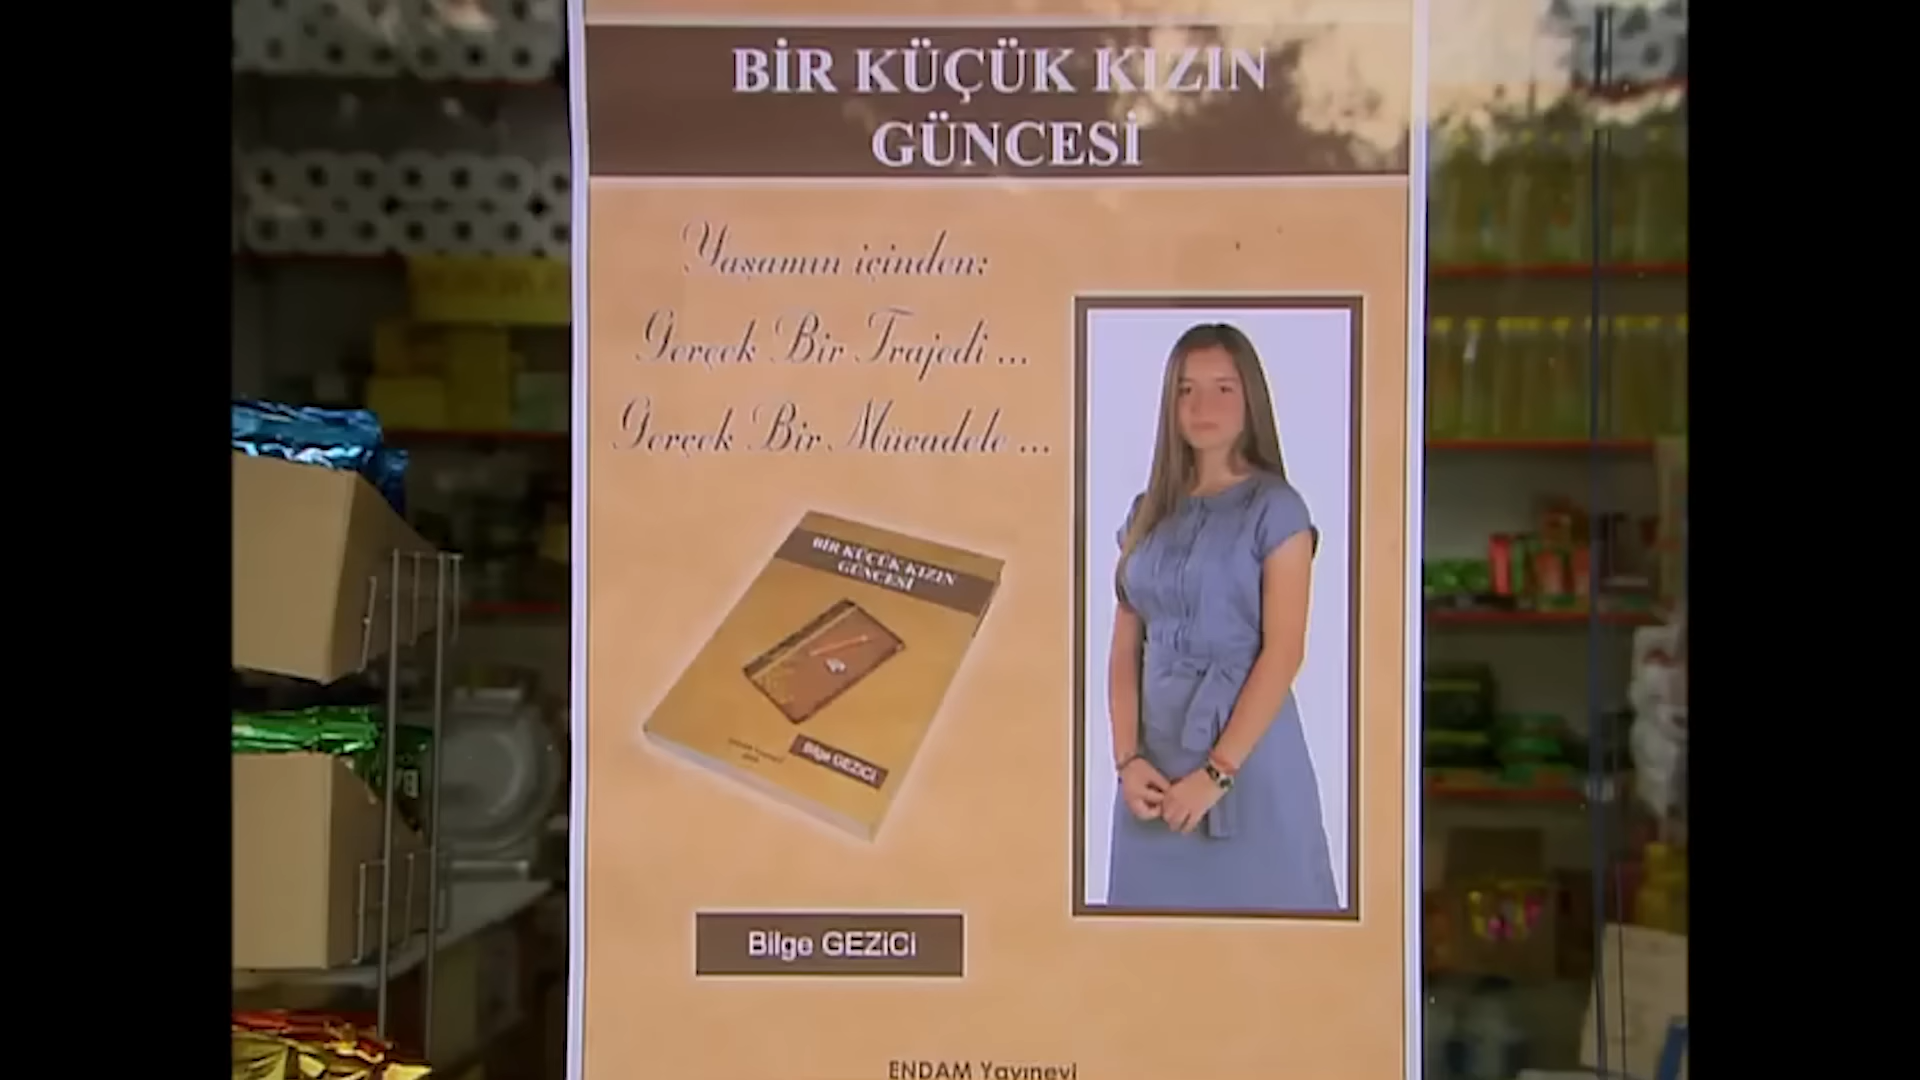 BİR KÜÇÜK KIZIN
GÜNCESİ
Yaşamın içinden:
Gerçek Bir Trajedi ...
Gerçek Bir Mücadele ...
BİR KÜÇÜK KIZIN
GÜNCESİ
Bilge GEZİCİ
Bilge GEZİCİ
ENDAM Yayınevi